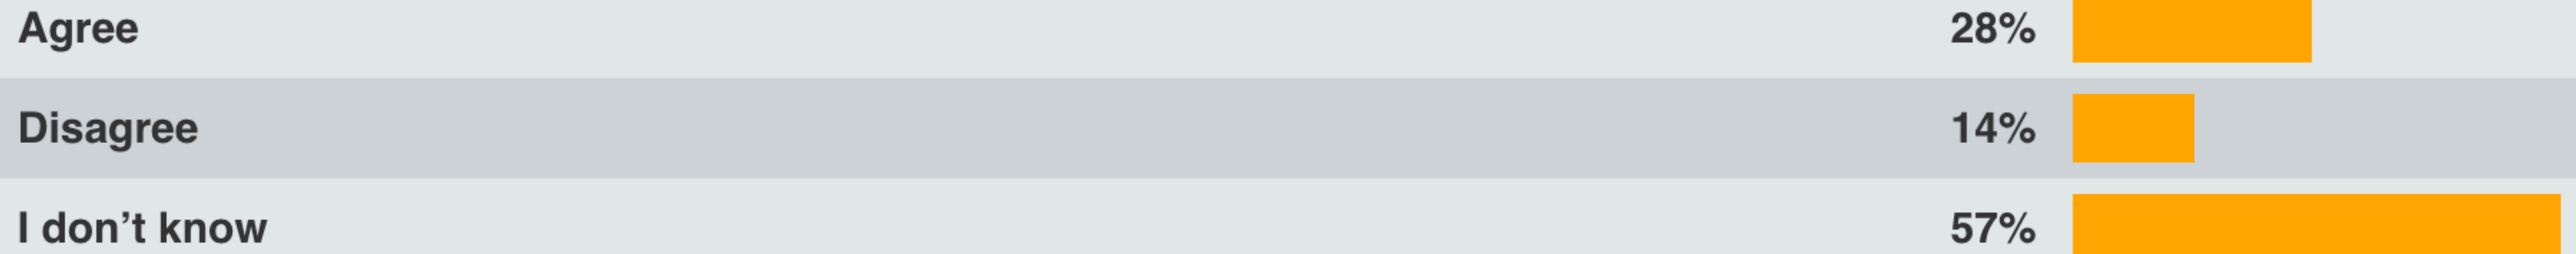 Agree 28%
Disagree 14%
I don’t know 57%